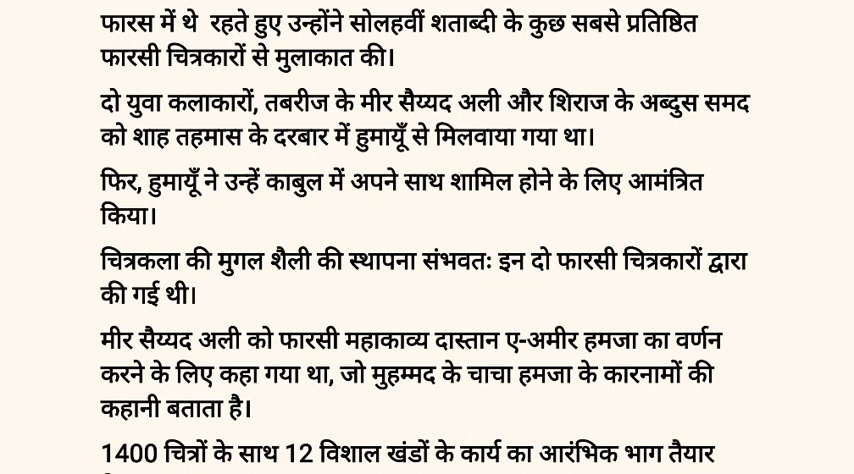 फारस में थे रहते हुए उन्होंने सोलहवीं शताब्दी के कुछ सबसे प्रतिष्ठित
फारसी चित्रकारों से मुलाकात की।
दो युवा कलाकारों, तबरीज के मीर सैय्यद अली और शिराज के अब्दुस समद
को शाह तहमास के दरबार में हुमायूँ से मिलवाया गया था।
फिर, हुमायूँ ने उन्हें काबुल में अपने साथ शामिल होने के लिए आमंत्रित
किया।
चित्रकला की मुगल शैली की स्थापना संभवतः इन दो फारसी चित्रकारों द्वारा
की गई थी।
मीर सैय्यद अली को फारसी महाकाव्य दास्तान ए-अमीर हमजा का वर्णन
करने के लिए कहा गया था, जो मुहम्मद के चाचा हमजा के कारनामों की
कहानी बताता है।
1400 चित्रों के साथ 12 विशाल खंडों के कार्य का आरंभिक भाग तैयार